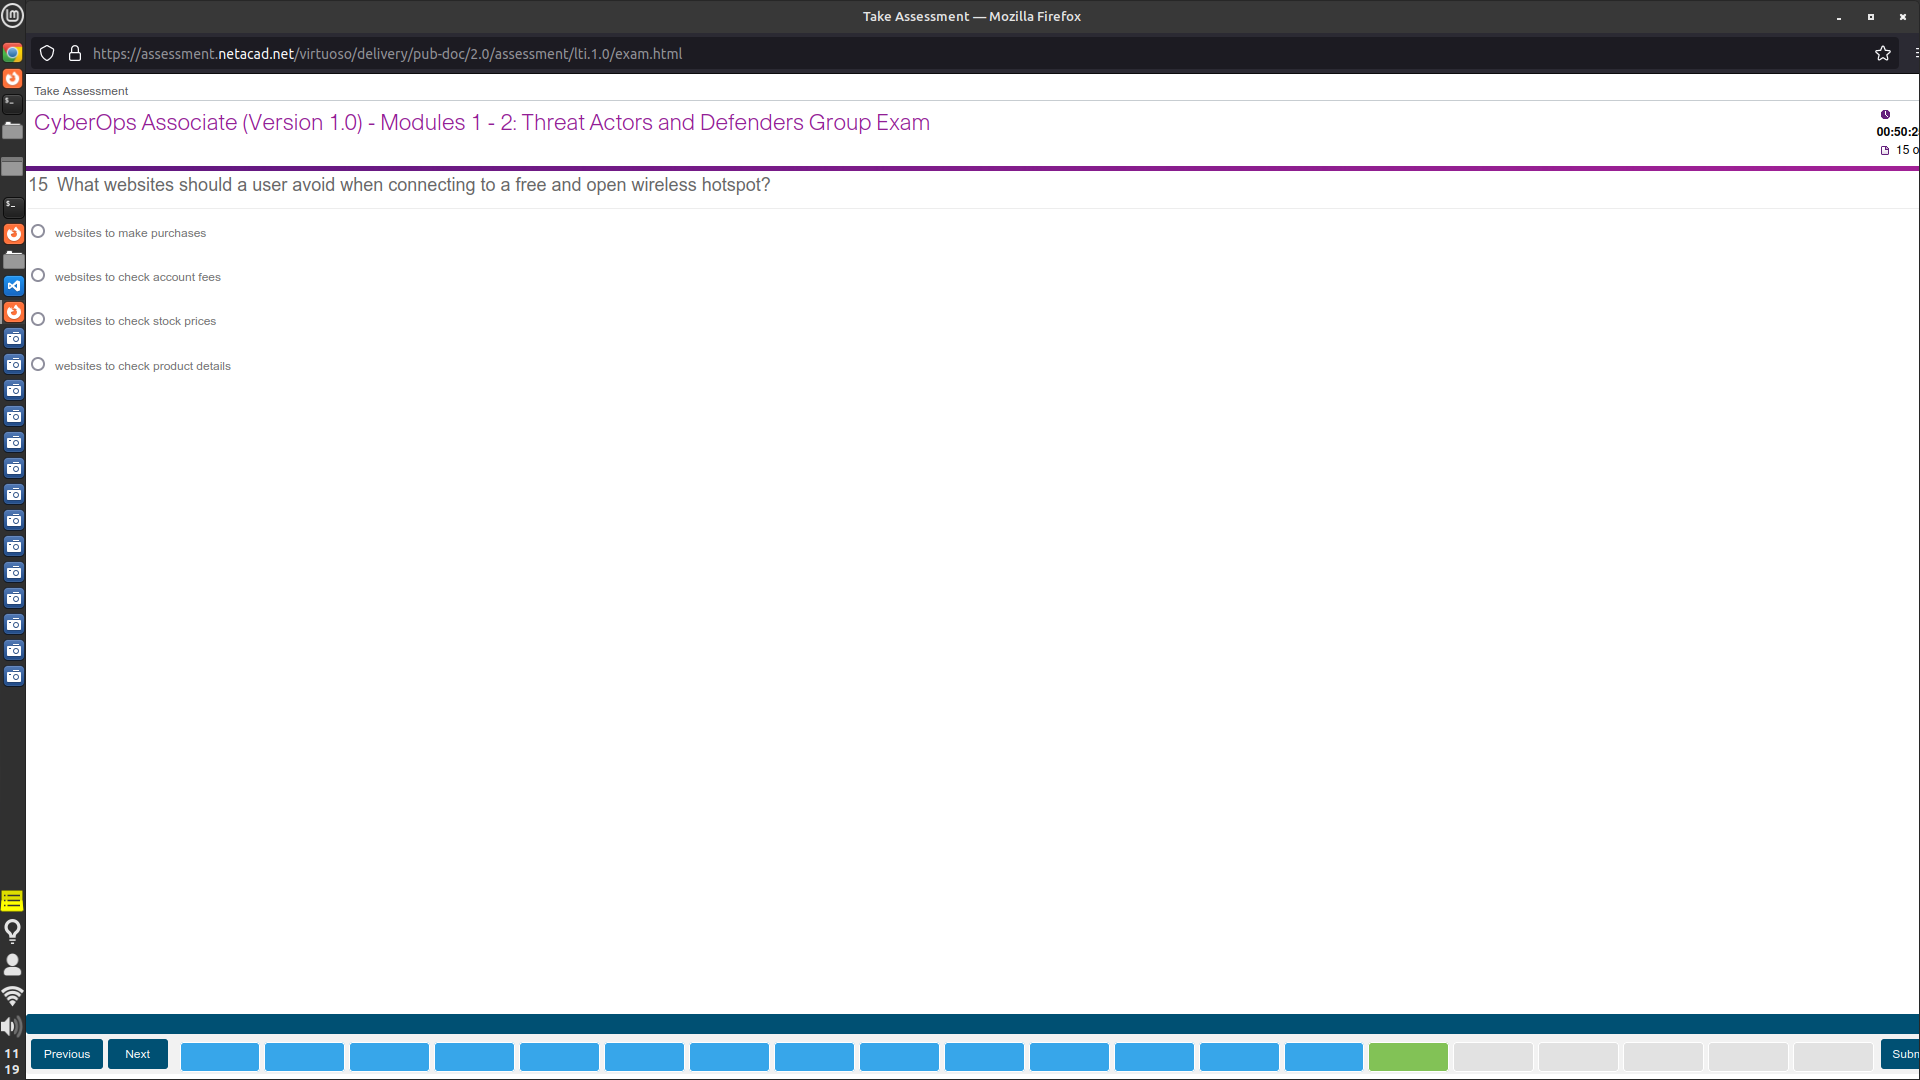 Take Assessment — Mozilla Firefox
https://assessment.netacad.net/virtuoso/delivery/pub-doc/2.0/assessment/lti.1.0/exam.html
Take Assessment
CyberOps Associate (Version 1.0) - Modules 1 - 2: Threat Actors and Defenders Group Exam
00:50:2
15 o
15 What websites should a user avoid when connecting to a free and open wireless hotspot?
websites to make purchases
websites to check account fees
websites to check stock prices
websites to check product details
Previous
Next
Subm
11
19